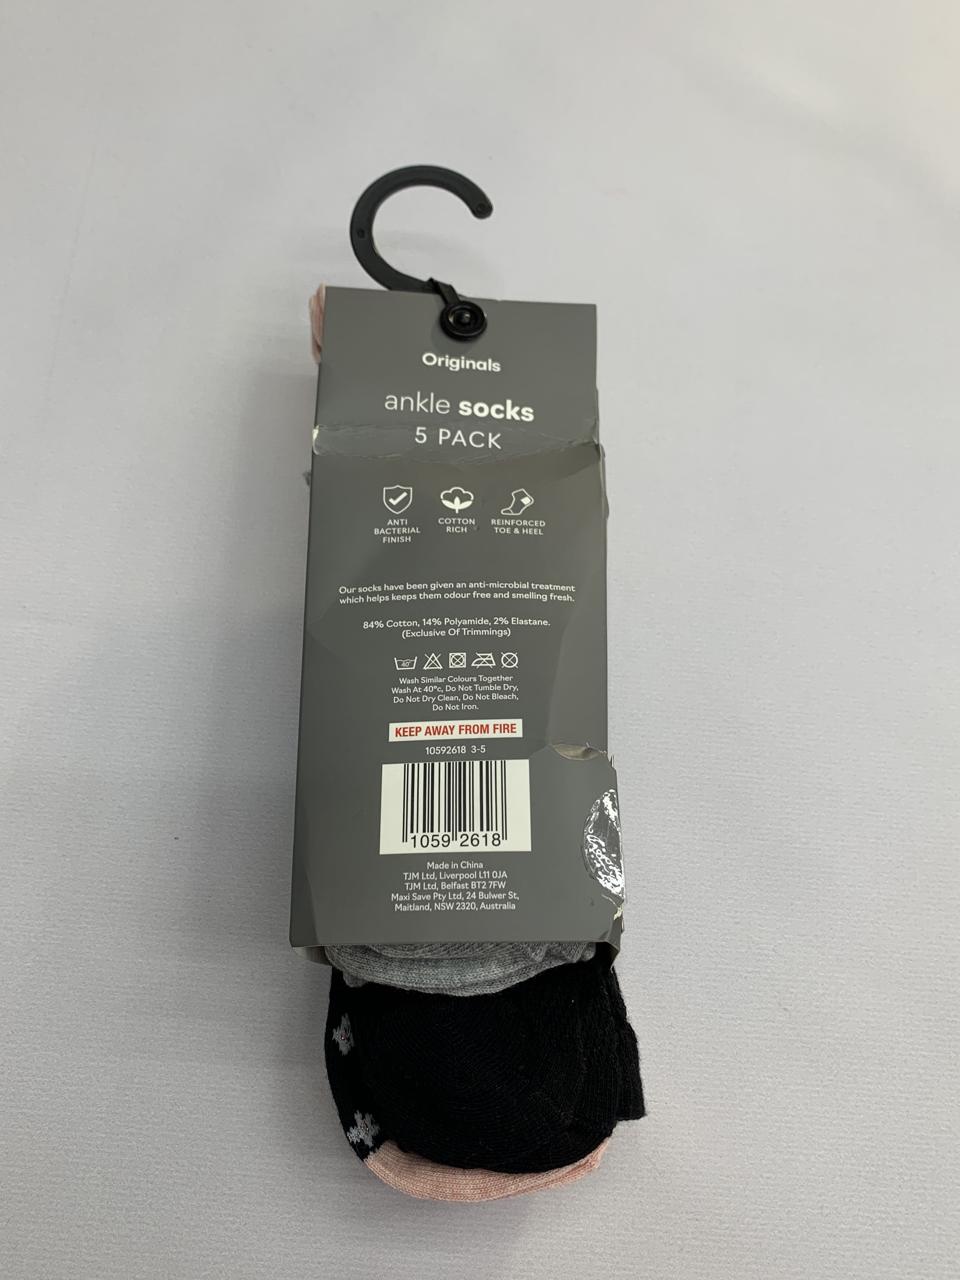 Originals
ankle socks
5 PACK
ANTI
BACTERIAL
FINISH
COTTON
RICH
REINFORCED
TOE & HEEL
Our socks have been given an anti-microbial treatment
which helps keeps them odour free and smelling fresh.
84% Cotton, 14% Polyamide, 2% Elastane.
(Exclusive Of Trimmings)
40°
Wash Similar Colours Together
Wash At 40°c, Do Not Tumble Dry,
Do Not Dry Clean, Do Not Bleach,
Do Not Iron.
KEEP AWAY FROM FIRE
10592618 3-5
1059 2618
Made in China
TJM Ltd, Liverpool L11 0JA
TJM Ltd, Belfast BT2 7FW
Maxi Save Pty Ltd, 24 Bulwer St,
Maitland, NSW 2320, Australia